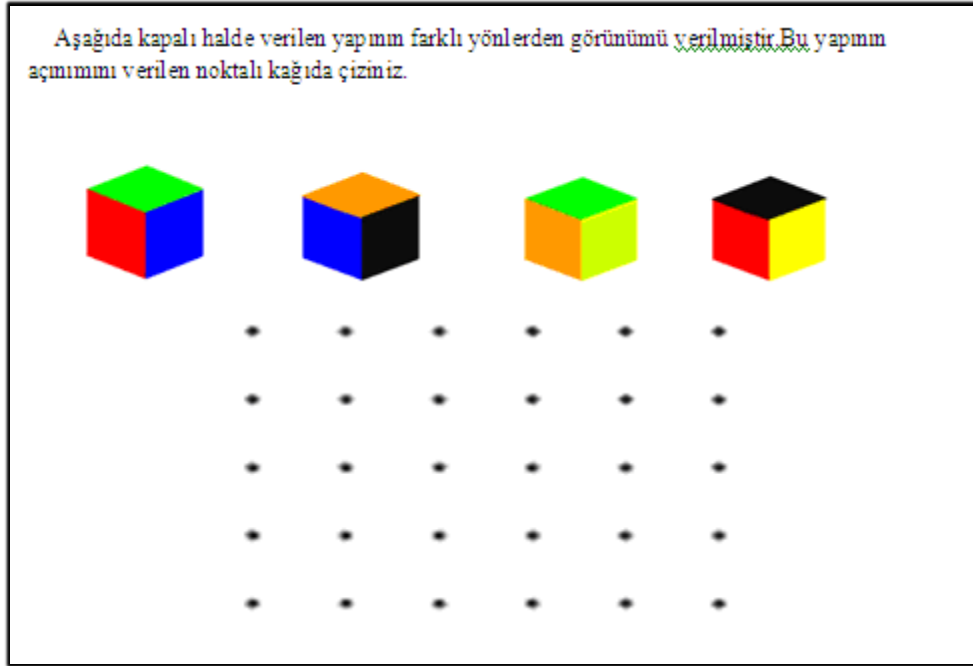 Aşağıda kapalı halde verilen yapının farklı yönlerden görünümü verilmiştir.Bu yapının
açınımını verilen noktalı kağıda çiziniz.